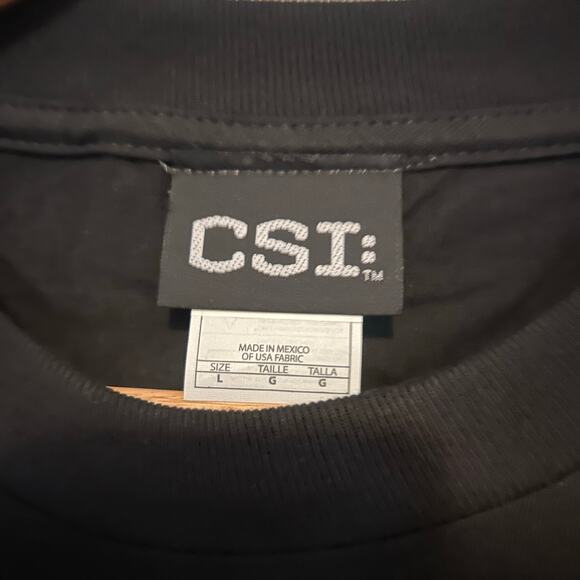 CSI:™
MADE IN MEXICO
OF USA FABRIC
SIZE TAILLE TALLA
L G G